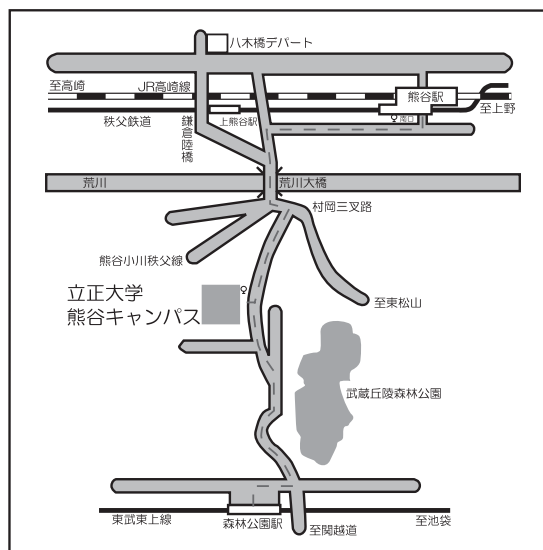 八木橋デパート
至高崎
JR高崎線
熊谷駅
至上野
秩父鉄道
鎌倉陸橋
上熊谷駅
南口
荒川
荒川大橋
村岡三叉路
熊谷小川秩父線
立正大学
熊谷キャンパス
至東松山
武蔵丘陵森林公園
東武東上線
森林公園駅
至関越道
至池袋